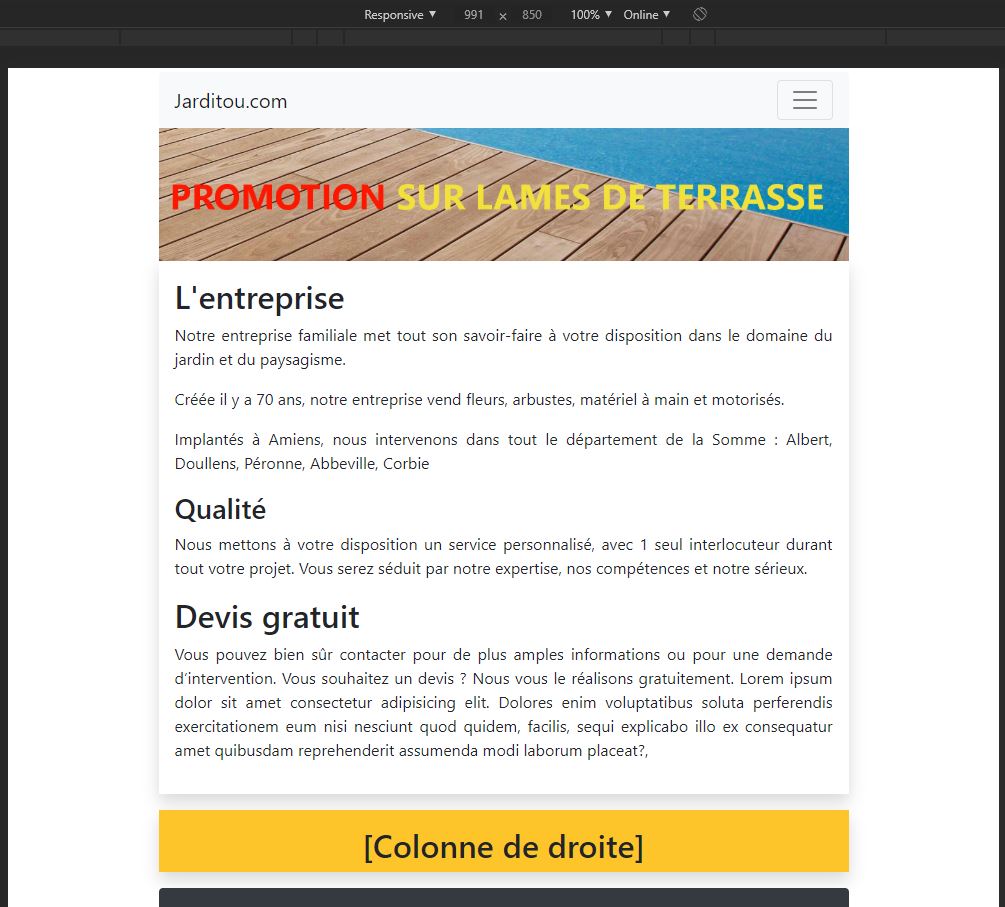 Responsive ▼ 991 × 850 100% ▼ Online ▼
Jarditou.com
PROMOTION SUR LAMES DE TERRASSE
L'entreprise
Notre entreprise familiale met tout son savoir-faire à votre disposition dans le domaine du
jardin et du paysagisme.
Créée il y a 70 ans, notre entreprise vend fleurs, arbustes, matériel à main et motorisés.
Implantés à Amiens, nous intervenons dans tout le département de la Somme : Albert,
Doullens, Péronne, Abbeville, Corbie
Qualité
Nous mettons à votre disposition un service personnalisé, avec 1 seul interlocuteur durant
tout votre projet. Vous serez séduit par notre expertise, nos compétences et notre sérieux.
Devis gratuit
Vous pouvez bien sûr contacter pour de plus amples informations ou pour une demande
d’intervention. Vous souhaitez un devis ? Nous vous le réalisons gratuitement. Lorem ipsum
dolor sit amet consectetur adipisicing elit. Dolores enim voluptatibus soluta perferendis
exercitationem eum nisi nesciunt quod quidem, facilis, sequi explicabo illo ex consequatur
amet quibusdam reprehenderit assumenda modi laborum placeat?,
[Colonne de droite]